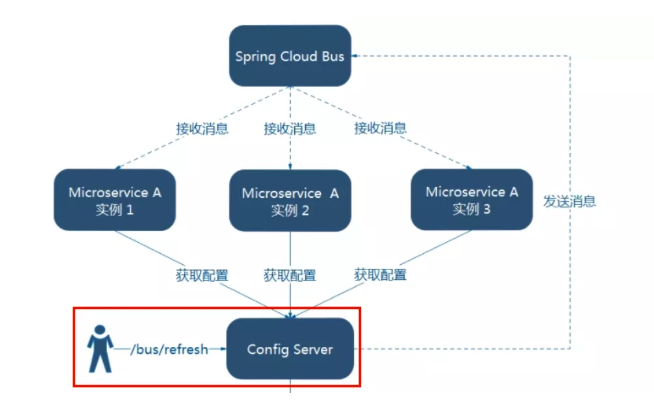 Spring Cloud Bus
接收消息
接收消息
接收消息
Microservice A
实例 1
Microservice A
实例 2
Microservice A
实例 3
发送消息
获取配置
获取配置
获取配置
/bus/refresh
Config Server